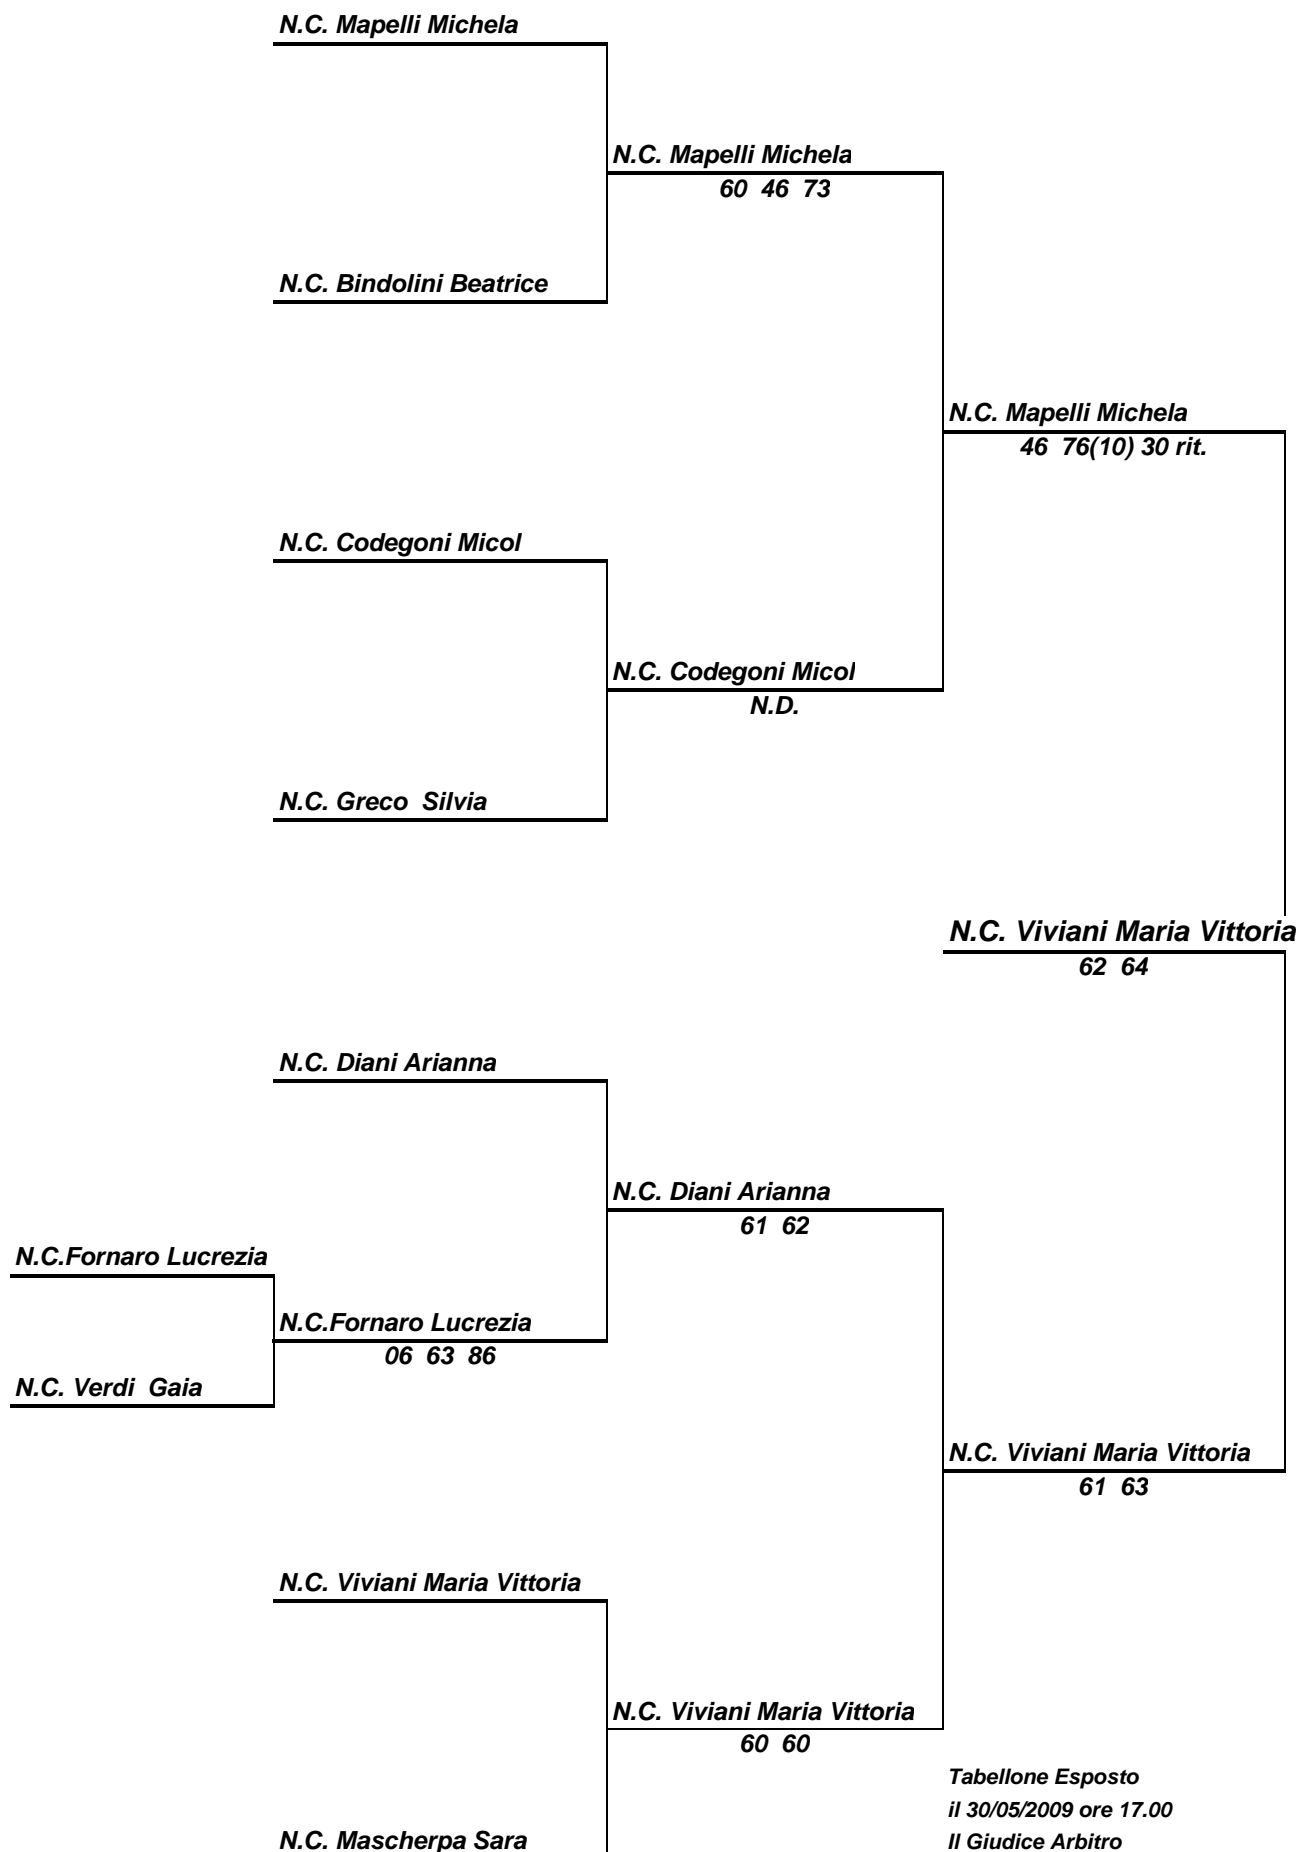 N.C. Mapelli Michela
N.C. Mapelli Michela
60 46 73
N.C. Bindolini Beatrice
N.C. Mapelli Michela
46 76(10) 30 rit.
N.C. Codegoni Micol
N.C. Codegoni Micol
N.D.
N.C. Greco Silvia
N.C. Viviani Maria Vittoria
62 64
N.C. Diani Arianna
N.C. Diani Arianna
61 62
N.C.Fornaro Lucrezia
N.C.Fornaro Lucrezia
06 63 86
N.C. Verdi Gaia
N.C. Viviani Maria Vittoria
61 63
N.C. Viviani Maria Vittoria
N.C. Viviani Maria Vittoria
60 60
Tabellone Esposto
il 30/05/2009 ore 17.00
Il Giudice Arbitro
N.C. Mascherpa Sara